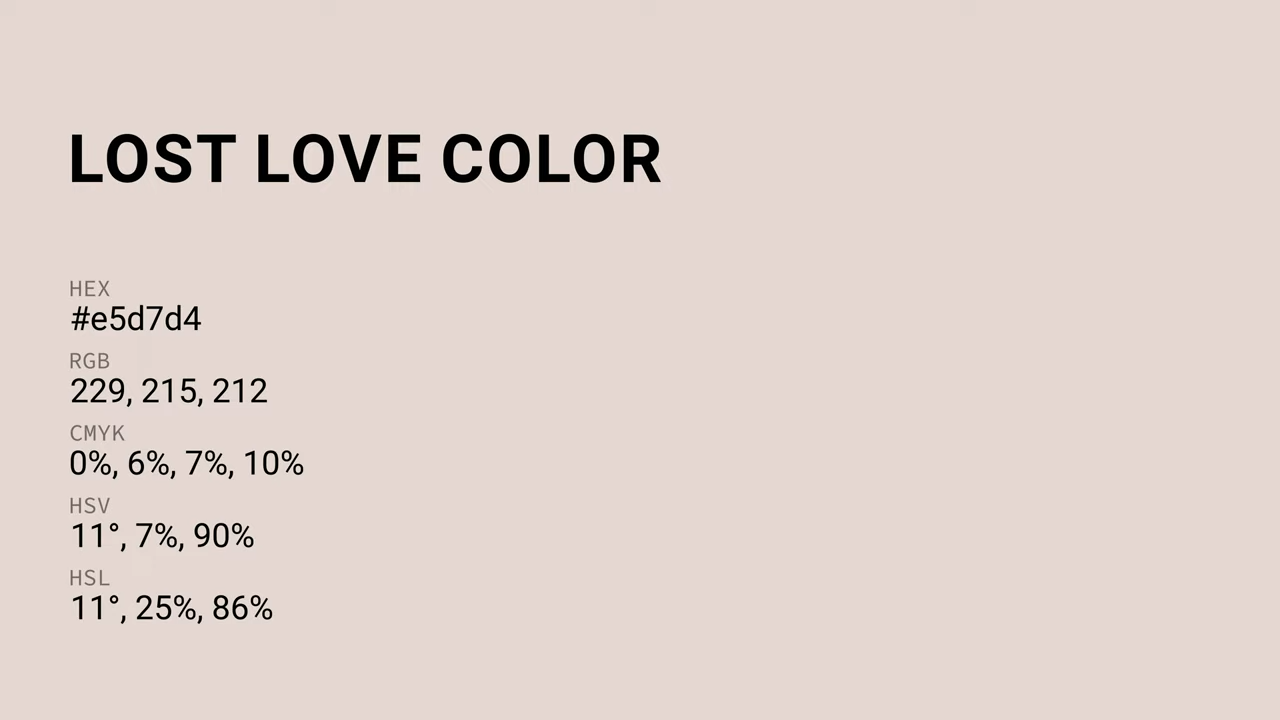 LOST LOVE COLOR
HEX
#e5d7d4
RGB
229, 215, 212
CMYK
0%, 6%, 7%, 10%
HSV
11°, 7%, 90%
HSL
11°, 25%, 86%